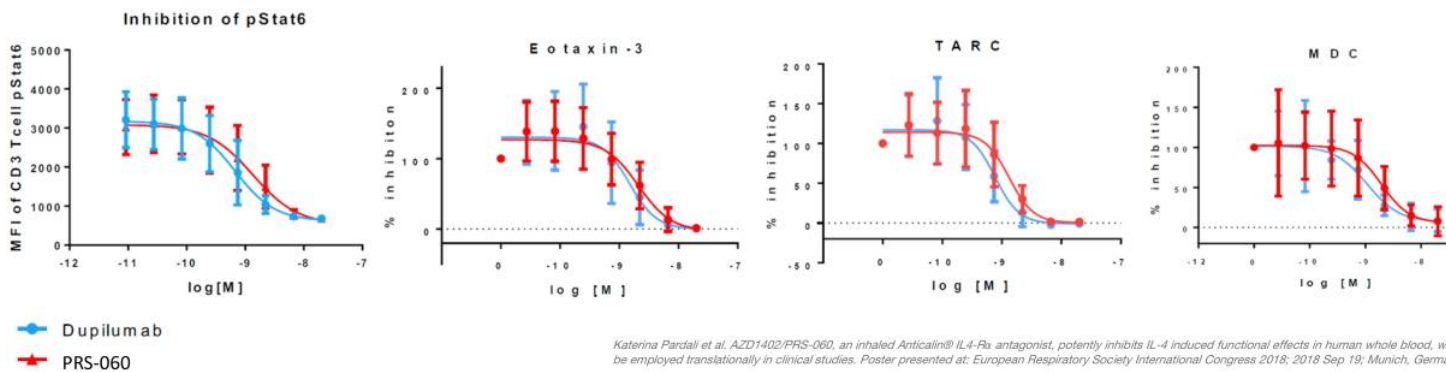 Inhibition of pStat6
MFI of CD3 Tcell pStat6
5000
4000
3000
2000
1000
0
-12 -11 -10 -9 -8 -7
log[M]
Eotaxin-3
% inhibiton
200
100
0
0 -10 -9 -8 -7
log [M]
TARC
% inhibition
200
150
100
50
0
-50
0 -10 -9 -8 -7
log [M]
MDC
% inhibition
200
150
100
50
0
-12 0 -10 -9 -8
log [M]
Dupilumab
PRS-060
Katerina Pardali et al. AZD1402/PRS-060, an inhaled Anticalin® IL4-Rα antagonist, potently inhibits IL-4 induced functional effects in human whole blood, w
be employed translationally in clinical studies. Poster presented at: European Respiratory Society International Congress 2018; 2018 Sep 19; Munich, Germa